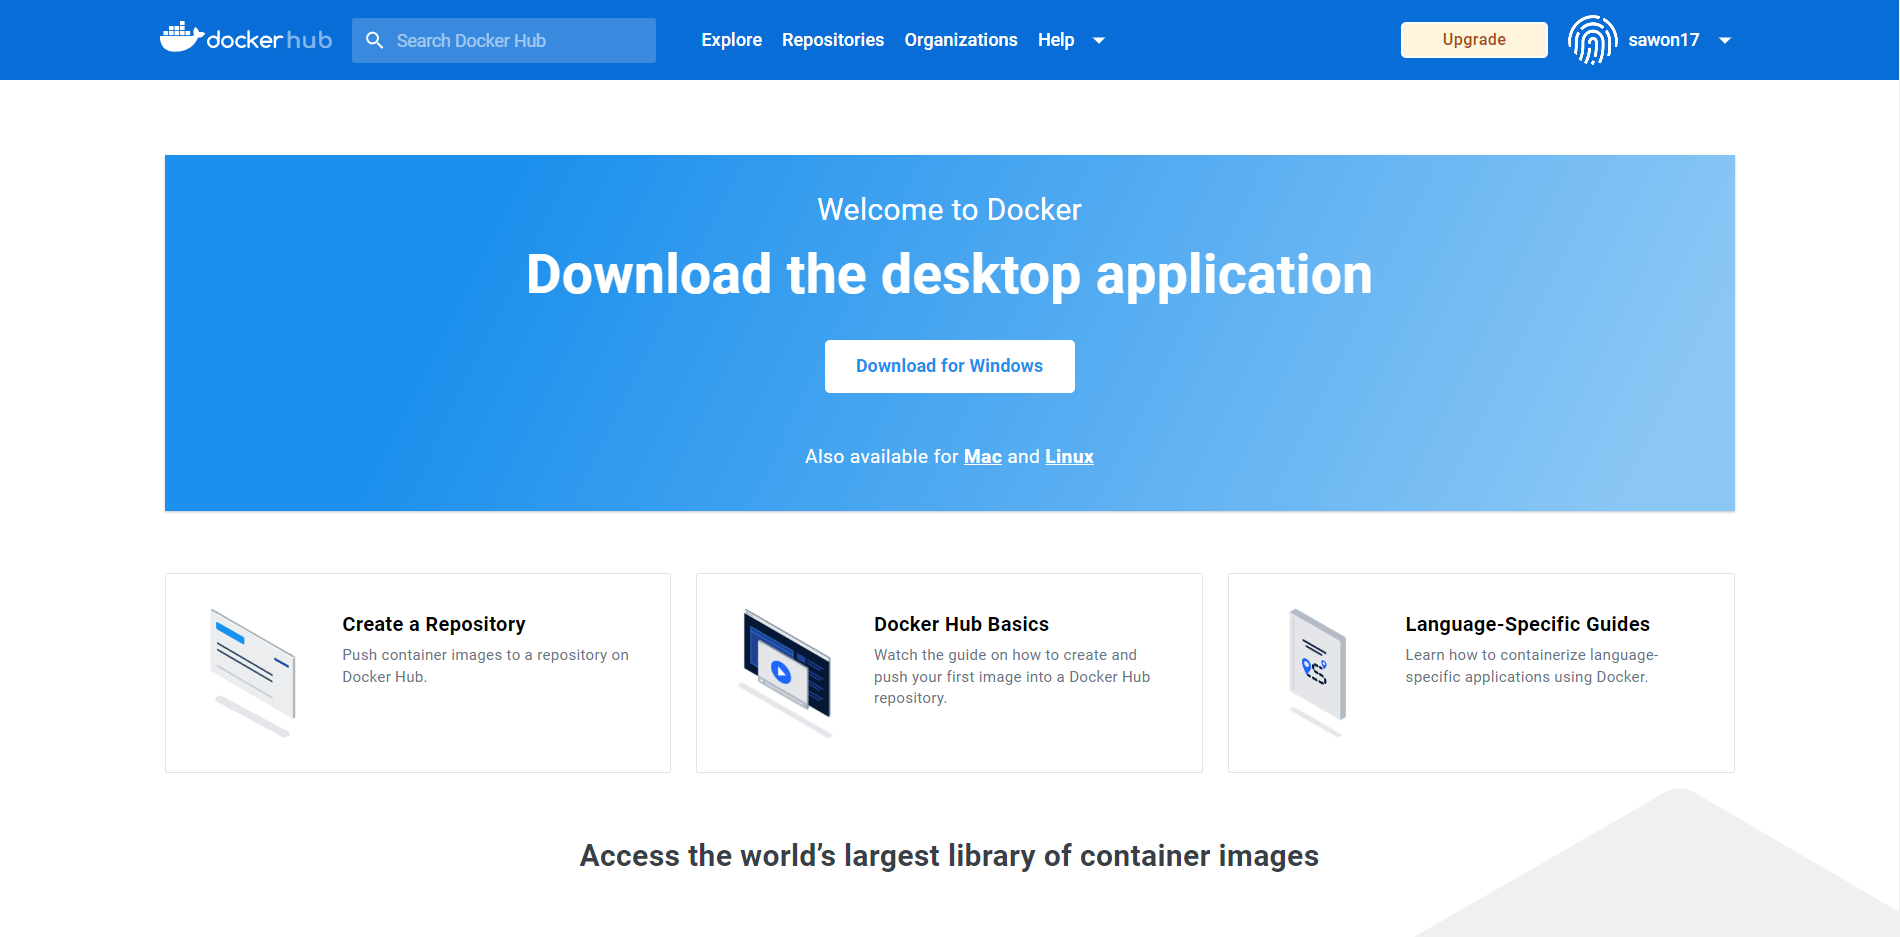 dockerhub
Search Docker Hub
Explore
Repositories
Organizations
Help
Upgrade
sawon17
Welcome to Docker
Download the desktop application
Download for Windows
Also available for Mac and Linux
Create a Repository
Push container images to a repository on
Docker Hub.
Docker Hub Basics
Watch the guide on how to create and
push your first image into a Docker Hub
repository.
Language-Specific Guides
Learn how to containerize language-
specific applications using Docker.
Access the world’s largest library of container images